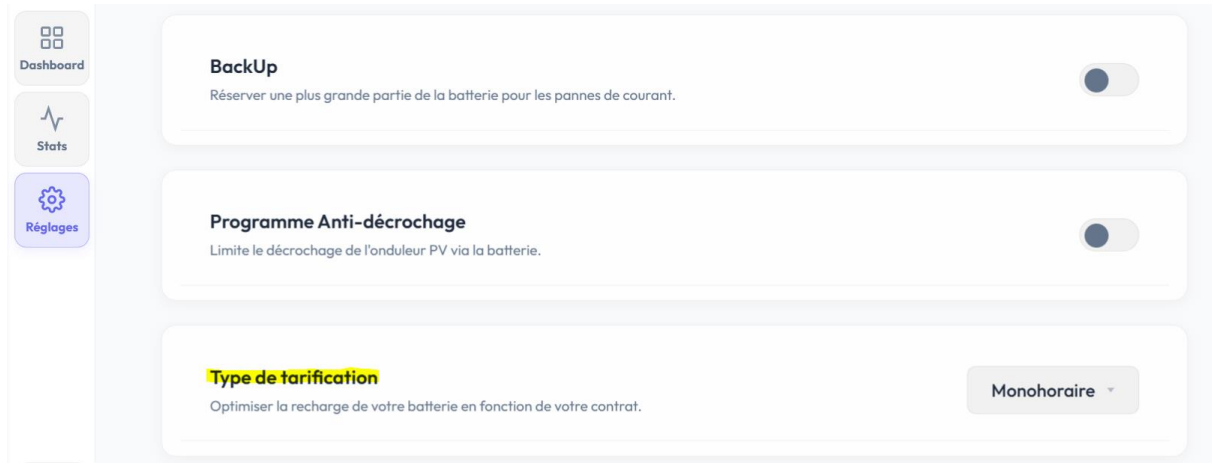 Dashboard
Stats
Réglages
BackUp
Réserver une plus grande partie de la batterie pour les pannes de courant.
Programme Anti-décrochage
Limite le décrochage de l'onduleur PV via la batterie.
Type de tarification
Optimiser la recharge de votre batterie en fonction de votre contrat.
Monohoraire